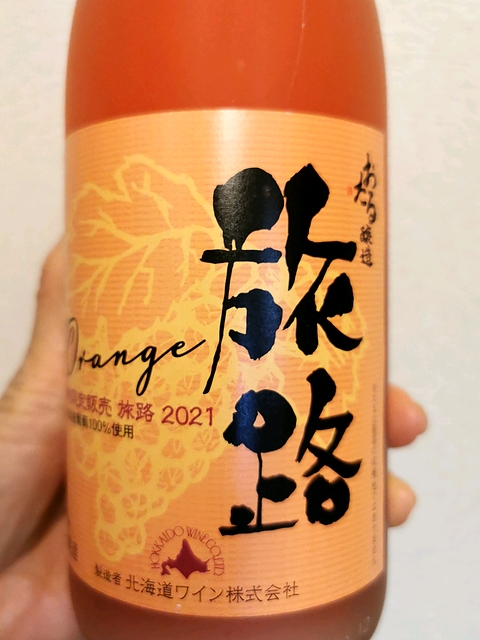 おたる
醸造
旅路
Orange
定販売 旅路 2021
100%使用
HOKKAIDO WINE CO.,LTD.
製造者 北海道ワイン株式会社